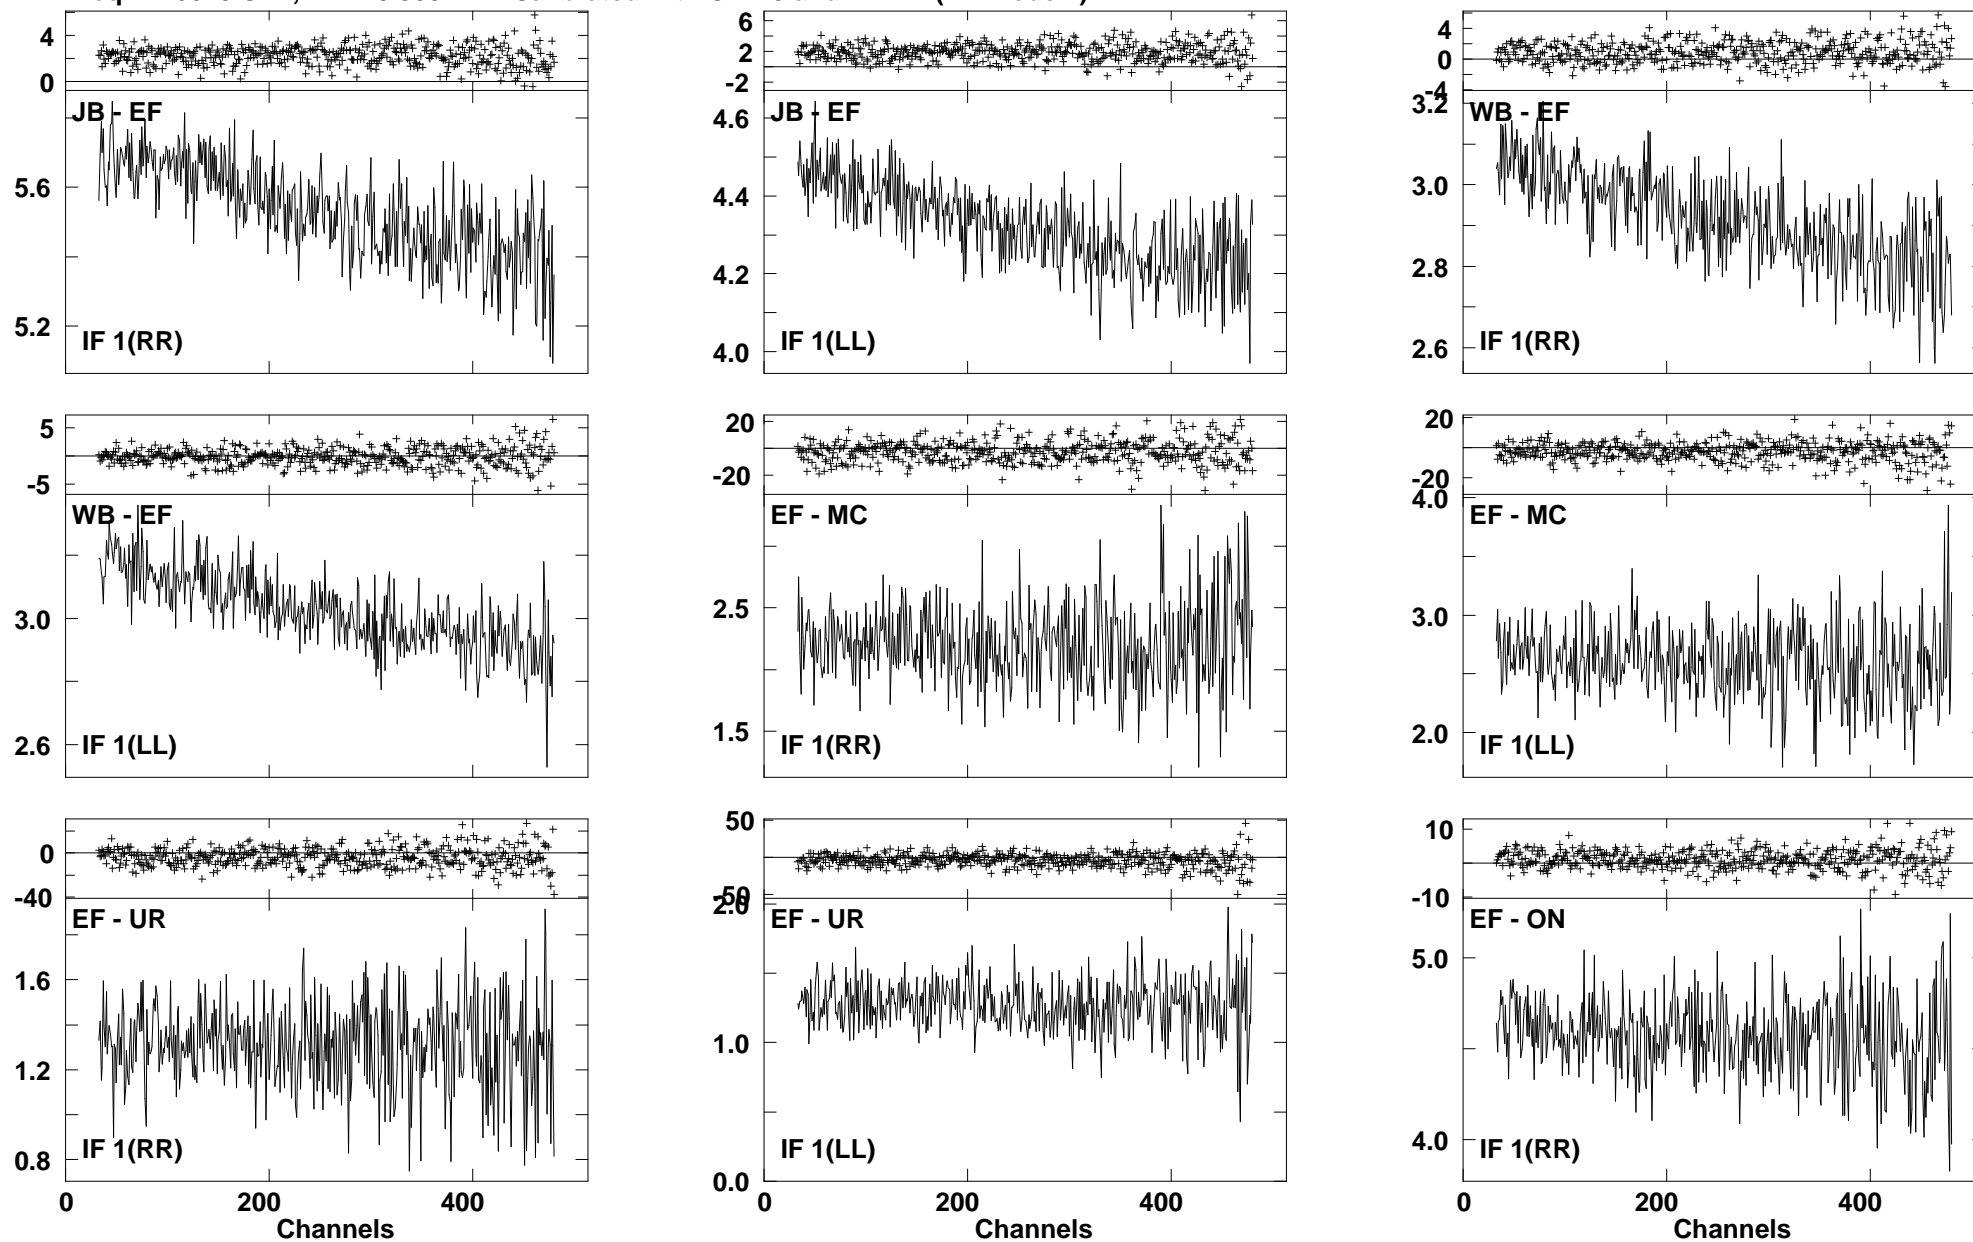 4
0
JB - EF
5.6
5.2
IF 1(RR)
6
2
-2
JB - EF
4.6
4.4
4.2
4.0
IF 1(LL)
4
0
-4
3.2
WB - EF
3.0
2.8
2.6
IF 1(RR)
5
-5
WB - EF
3.0
2.6
IF 1(LL)
20
-20
EF - MC
2.5
1.5
IF 1(RR)
20
-20
4.0
EF - MC
3.0
2.0
IF 1(LL)
0
-40
EF - UR
1.6
1.2
0.8
IF 1(RR)
0 200 400
Channels
50
-50
2.0
EF - UR
1.0
0.0
IF 1(LL)
0 200 400
Channels
10
-10
EF - ON
5.0
4.0
IF 1(RR)
0 200 400
Channels